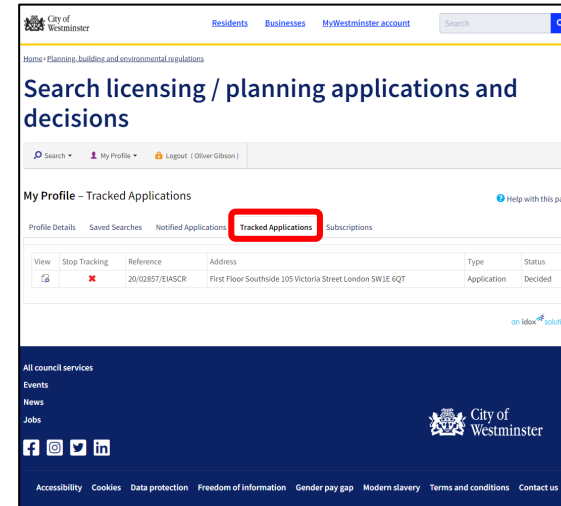 City of
Westminster
Residents Businesses MyWestminster account Search
Home › Planning, building and environmental regulations
Search licensing / planning applications and
decisions
Search My Profile Logout ( Oliver Gibson )
My Profile – Tracked Applications ? Help with this pa
Profile Details Saved Searches Notified Applications Tracked Applications Subscriptions
View Stop Tracking Reference Address Type Status
20/02857/EIASCR First Floor Southside 105 Victoria Street London SW1E 6QT Application Decided
an idox soluti
All council services
Events
News
Jobs
City of
Westminster
Accessibility Cookies Data protection Freedom of information Gender pay gap Modern slavery Terms and conditions Contact us